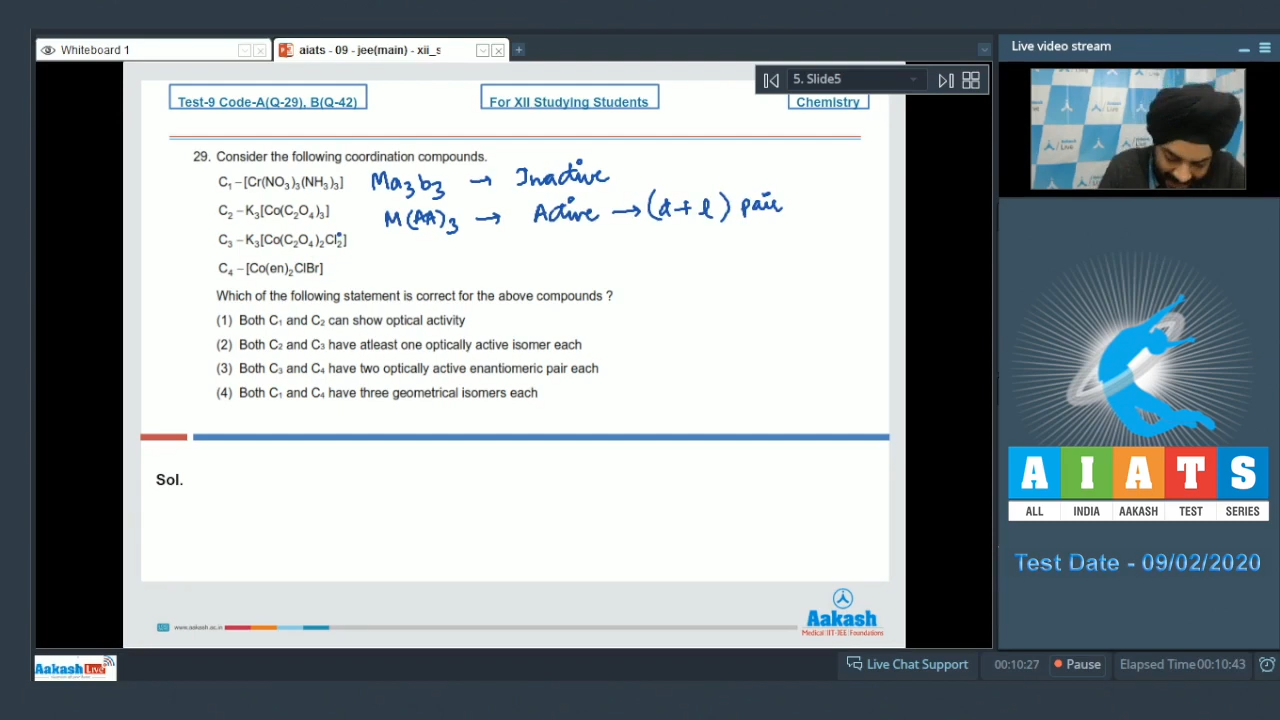 Whiteboard 1
aiats - 09 - jee(main) - xii_s
Live video stream
5. Slide5
Test-9 Code-A(Q-29), B(Q-42)
For XII Studying Students
Chemistry
29. Consider the following coordination compounds.
C₁ – [Cr(NO₃)₃(NH₃)₃] Ma₃b₃ → Inactive
C₂ – K₃[Co(C₂O₄)₃] M(AA)₃ → Active → (d + l) pair
C₃ – K₃[Co(C₂O₄)₂Cl₂]
C₄ – [Co(en)₂ClBr]
Which of the following statement is correct for the above compounds ?
(1) Both C₁ and C₂ can show optical activity
(2) Both C₂ and C₃ have atleast one optically active isomer each
(3) Both C₃ and C₄ have two optically active enantiomeric pair each
(4) Both C₁ and C₄ have three geometrical isomers each
Sol.
www.aakash.ac.in
Aakash
Medical | IIT-JEE | Foundations
AIATS
ALL INDIA AAKASH TEST SERIES
Test Date - 09/02/2020
Aakash Live
Live Chat Support
00:10:27
Pause
Elapsed Time 00:10:43